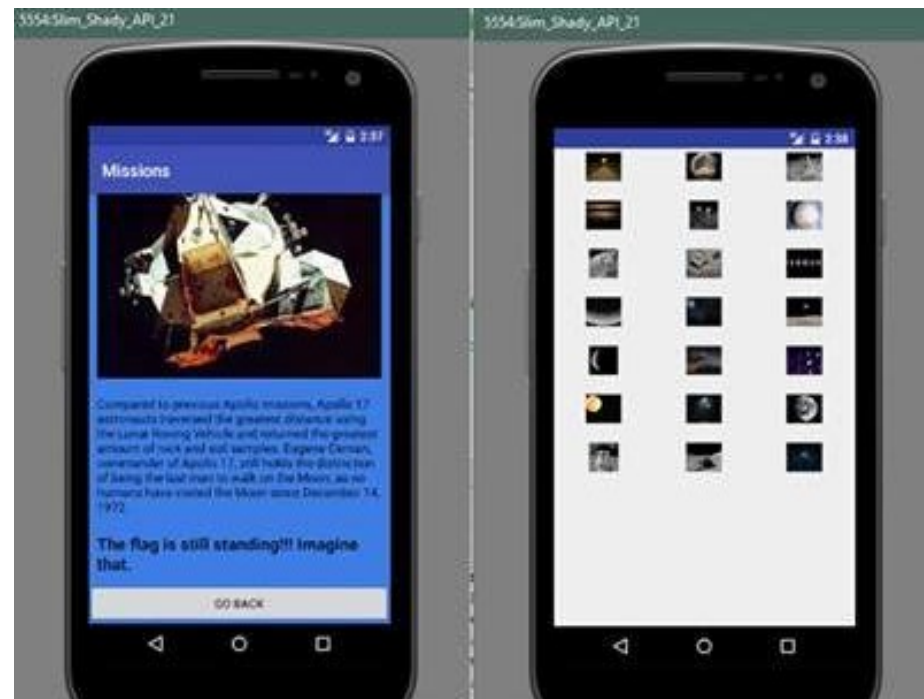 5554:Slim_Shady_API_21
2:57
Missions
Compared to previous Apollo missions, Apollo 17
astronauts traversed the greatest distance using
the Lunar Roving Vehicle and returned the greatest
amount of rock and soil samples. Eugene Cernan,
commander of Apollo 17, still holds the distinction
of being the last man to walk on the Moon, as no
humans have visited the Moon since December 14,
1972.
The flag is still standing!!! Imagine
that.
GO BACK
5554:Slim_Shady_API_21
2:58